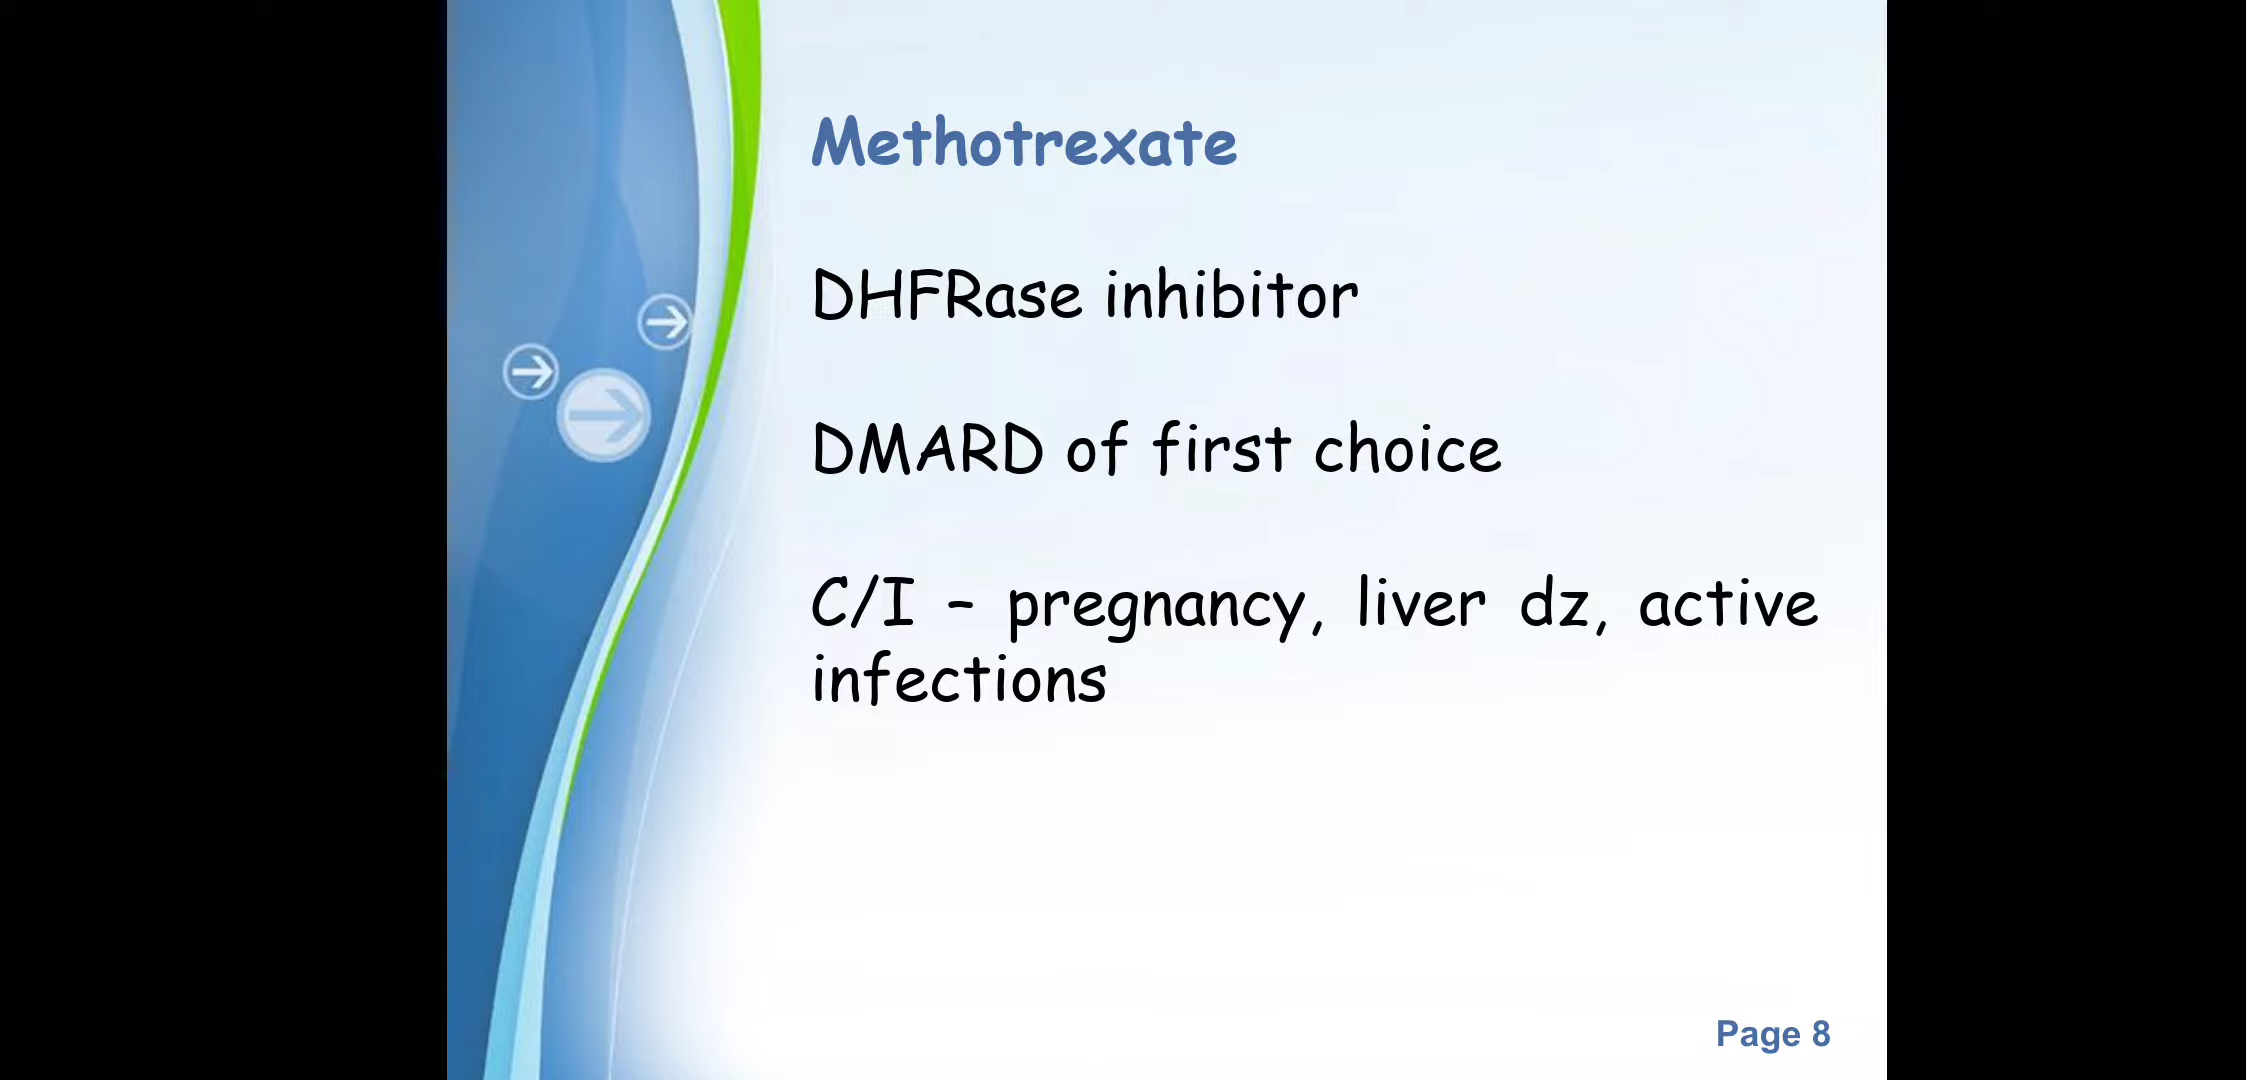 Methotrexate
DHFRase inhibitor
DMARD of first choice
C/I – pregnancy, liver dz, active
infections
Page 8